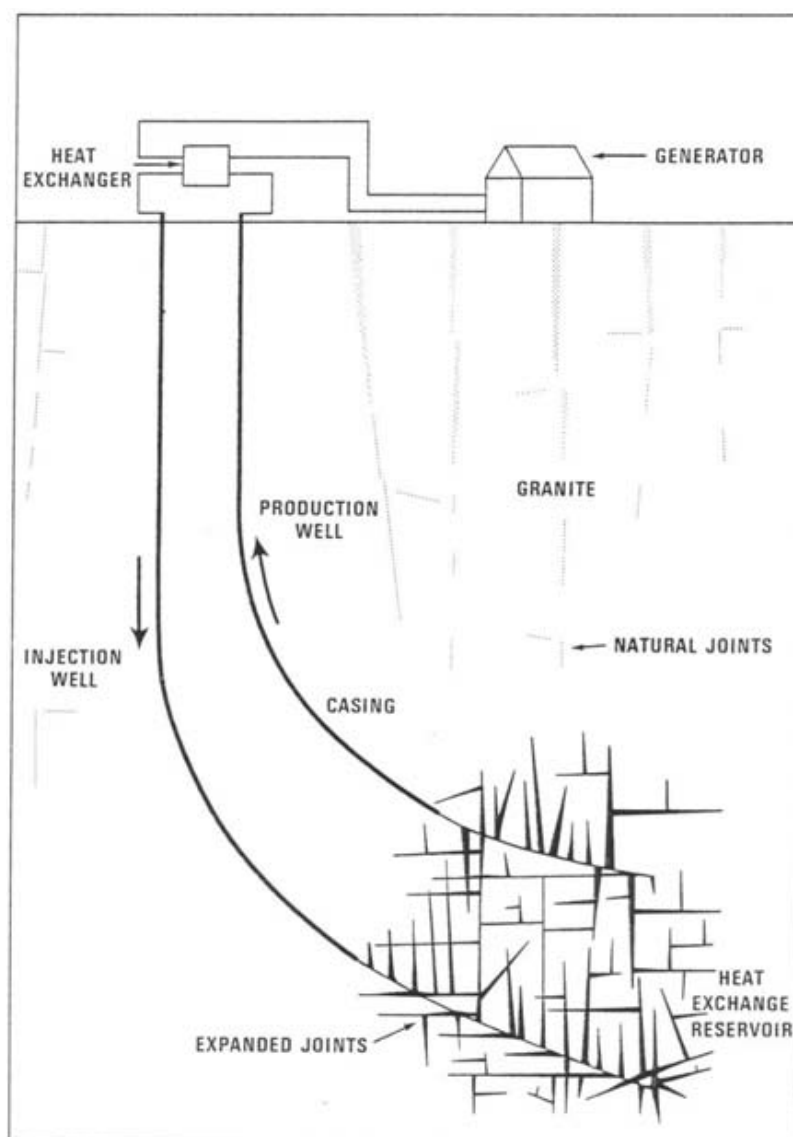 HEAT
EXCHANGER
GENERATOR
PRODUCTION
WELL
GRANITE
INJECTION
WELL
NATURAL JOINTS
CASING
EXPANDED JOINTS
HEAT
EXCHANGE
RESERVOIR